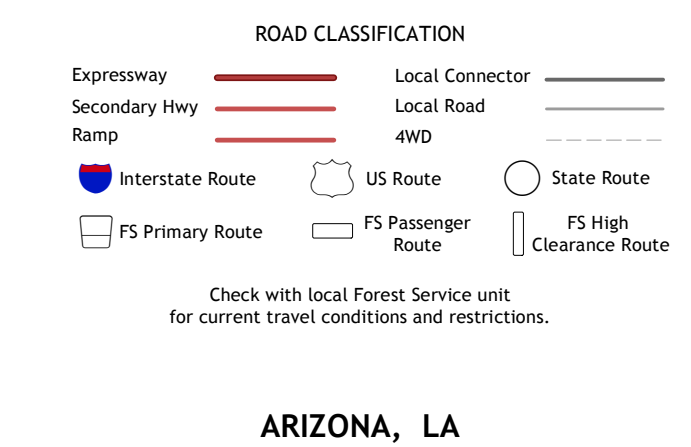 ROAD CLASSIFICATION
Expressway
Local Connector
Secondary Hwy
Local Road
Ramp
4WD
Interstate Route
US Route
State Route
FS Primary Route
FS Passenger
Route
FS High
Clearance Route
Check with local Forest Service unit
for current travel conditions and restrictions.
ARIZONA, LA